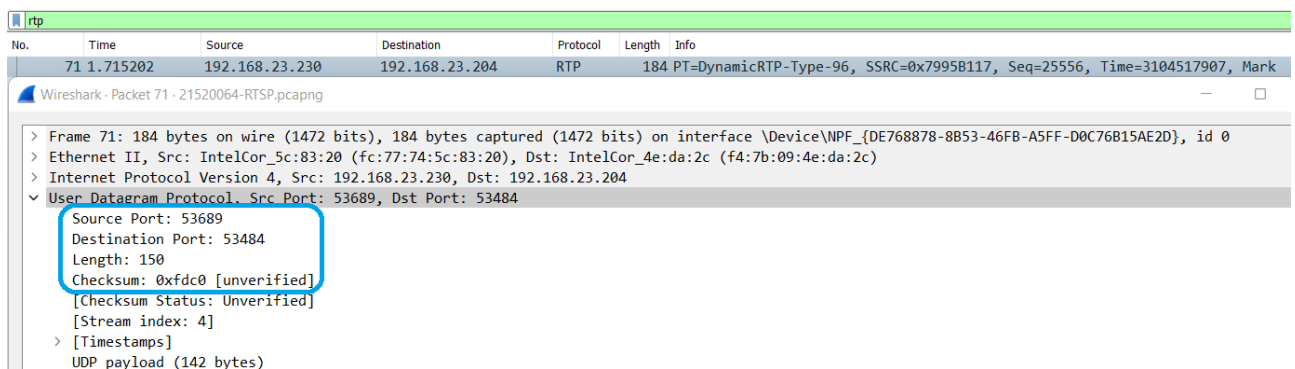 rtp
No. Time Source Destination Protocol Length Info
71 1.715202 192.168.23.230 192.168.23.204 RTP 184 PT=DynamicRTP-Type-96, SSRC=0x7995B117, Seq=25556, Time=3104517907, Mark
Wireshark · Packet 71 · 21520064-RTSP.pcapng
> Frame 71: 184 bytes on wire (1472 bits), 184 bytes captured (1472 bits) on interface \Device\NPF_{DE768878-8B53-46FB-A5FF-D0C76B15AE2D}, id 0
> Ethernet II, Src: IntelCor_5c:83:20 (fc:77:74:5c:83:20), Dst: IntelCor_4e:da:2c (f4:7b:09:4e:da:2c)
> Internet Protocol Version 4, Src: 192.168.23.230, Dst: 192.168.23.204
User Datagram Protocol, Src Port: 53689, Dst Port: 53484
Source Port: 53689
Destination Port: 53484
Length: 150
Checksum: 0xfdc0 [unverified]
[Checksum Status: Unverified]
[Stream index: 4]
> [Timestamps]
UDP payload (142 bytes)